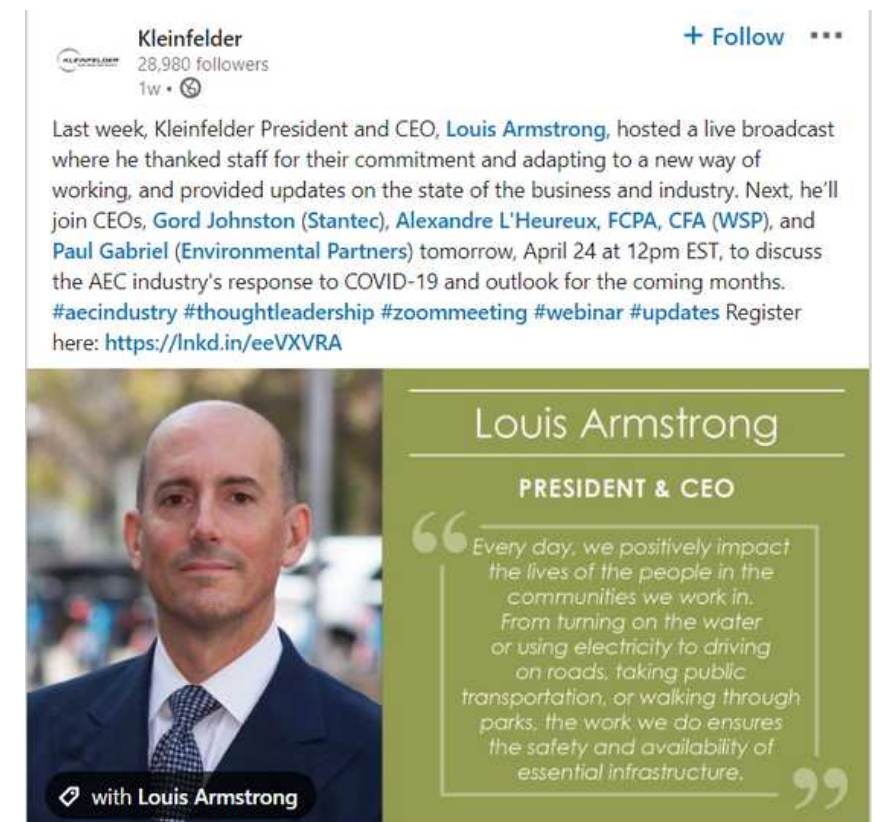 Kleinfelder
+ Follow
KLEINFELDER
28,980 followers
1w •
Last week, Kleinfelder President and CEO, Louis Armstrong, hosted a live broadcast
where he thanked staff for their commitment and adapting to a new way of
working, and provided updates on the state of the business and industry. Next, he'll
join CEOs, Gord Johnston (Stantec), Alexandre L'Heureux, FCPA, CFA (WSP), and
Paul Gabriel (Environmental Partners) tomorrow, April 24 at 12pm EST, to discuss
the AEC industry's response to COVID-19 and outlook for the coming months.
#aecindustry #thoughtleadership #zoommeeting #webinar #updates Register
here: https://lnkd.in/eeVXVRA
Louis Armstrong
PRESIDENT & CEO
“Every day, we positively impact
the lives of the people in the
communities we work in.
From turning on the water
or using electricity to driving
on roads, taking public
transportation, or walking through
parks, the work we do ensures
the safety and availability of
essential infrastructure.”
with Louis Armstrong